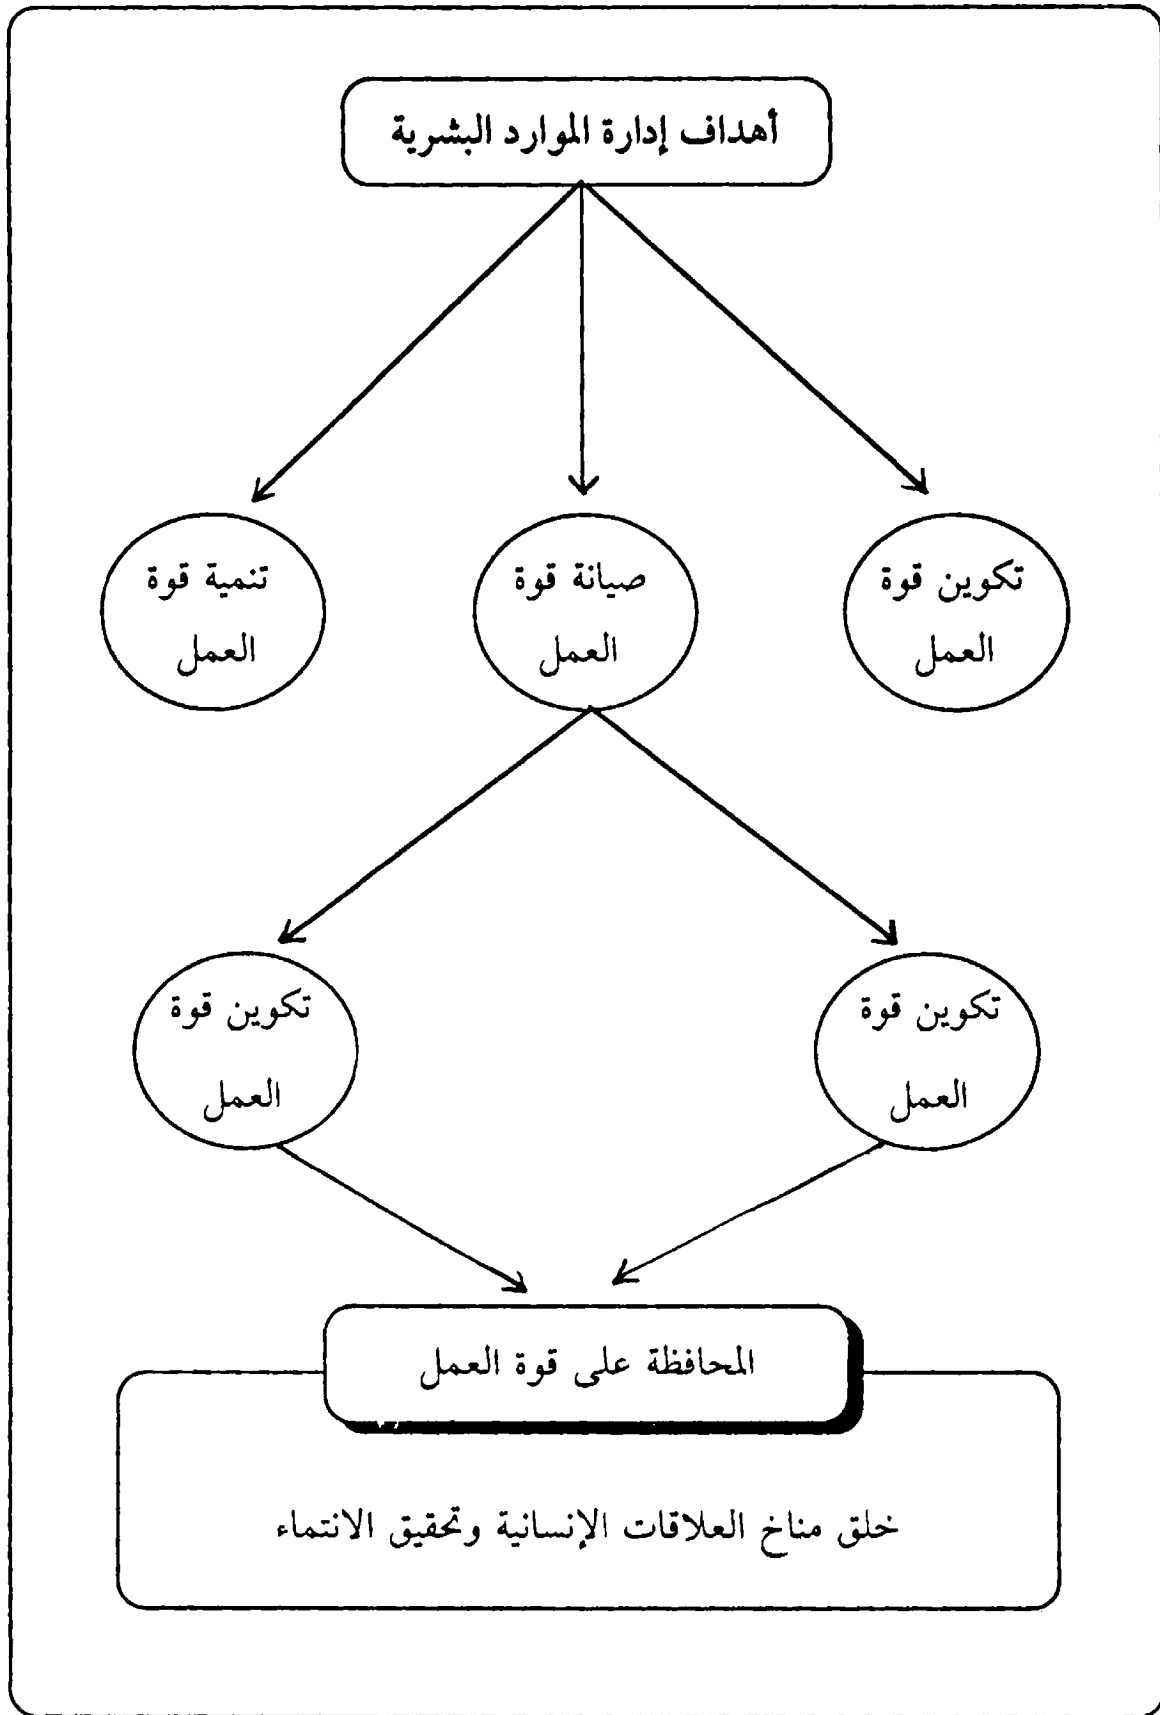 أهداف إدارة الموارد البشرية
تكوين قوة
العمل
صيانة قوة
العمل
تنمية قوة
العمل
تكوين قوة
العمل
تكوين قوة
العمل
المحافظة على قوة العمل
خلق مناخ العلاقات الإنسانية وتحقيق الانتماء